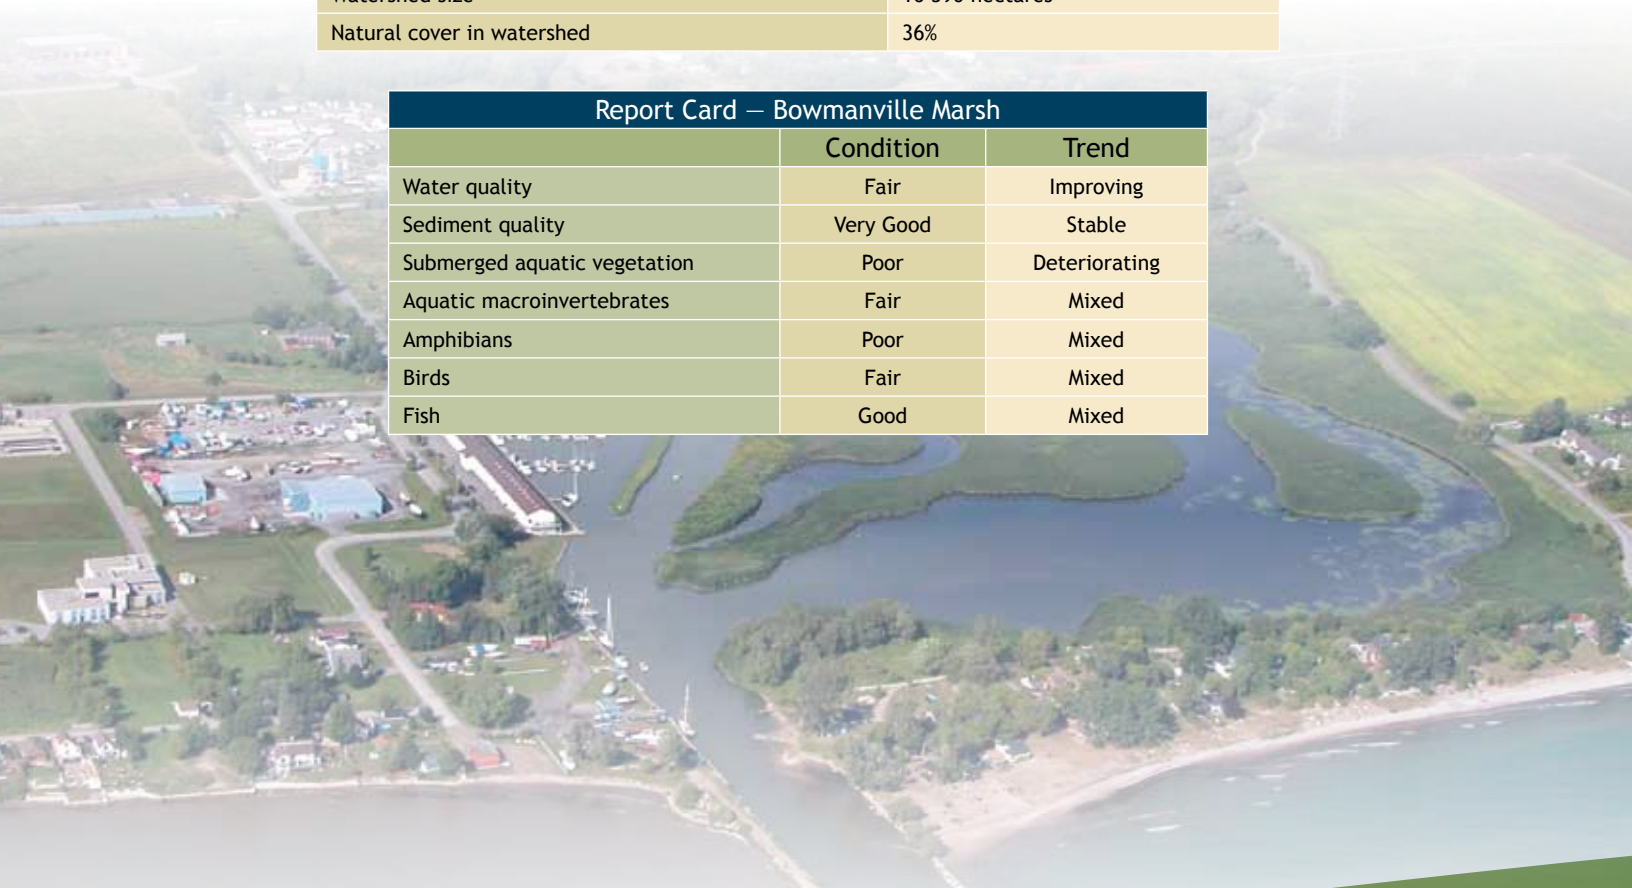 Natural cover in watershed 36%
Report Card — Bowmanville Marsh
Condition Trend
Water quality Fair Improving
Sediment quality Very Good Stable
Submerged aquatic vegetation Poor Deteriorating
Aquatic macroinvertebrates Fair Mixed
Amphibians Poor Mixed
Birds Fair Mixed
Fish Good Mixed